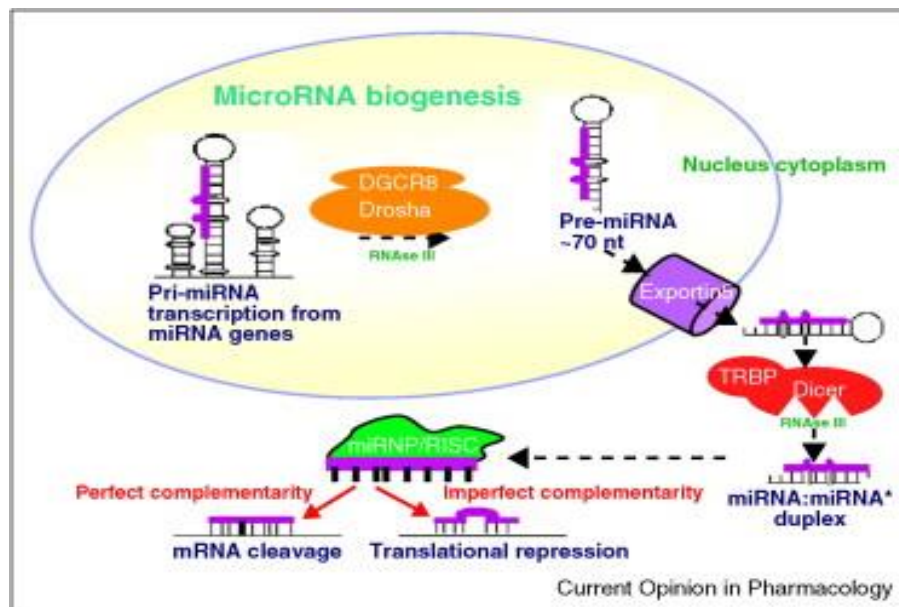 MicroRNA biogenesis
DGCR8
Drosha
RNAse III
Pri-miRNA
transcription from
miRNA genes
Pre-miRNA
~70 nt
Nucleus cytoplasm
Exportin5
TRBP
Dicer
RNAse III
miRNA:miRNA*
duplex
miRNP/RISC
Perfect complementarity
Imperfect complementarity
mRNA cleavage
Translational repression
Current Opinion in Pharmacology